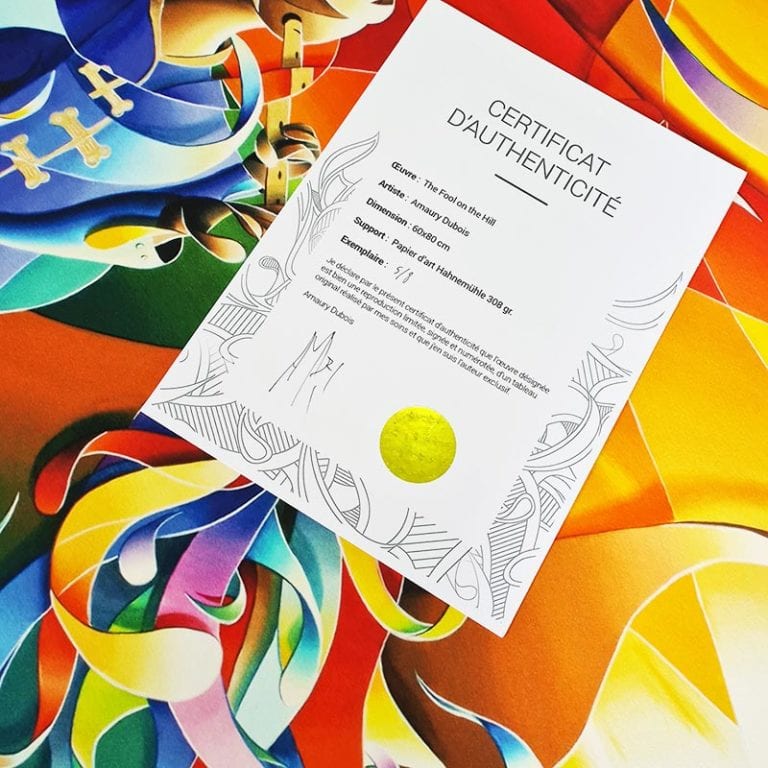 CERTIFICAT
D'AUTHENTICITÉ
Œuvre : The Fool on the Hill
Artiste : Amaury Dubois
Dimension : 60x80 cm
Support : Papier d'art Hahnemühle 308 gr.
Exemplaire : 5/8
Je déclare par le présent certificat d'authenticité que l'œuvre désignée
est bien une reproduction limitée, signée et numérotée, d'un tableau
original réalisé par mes soins et que j'en suis l'auteur exclusif.
Amaury Dubois